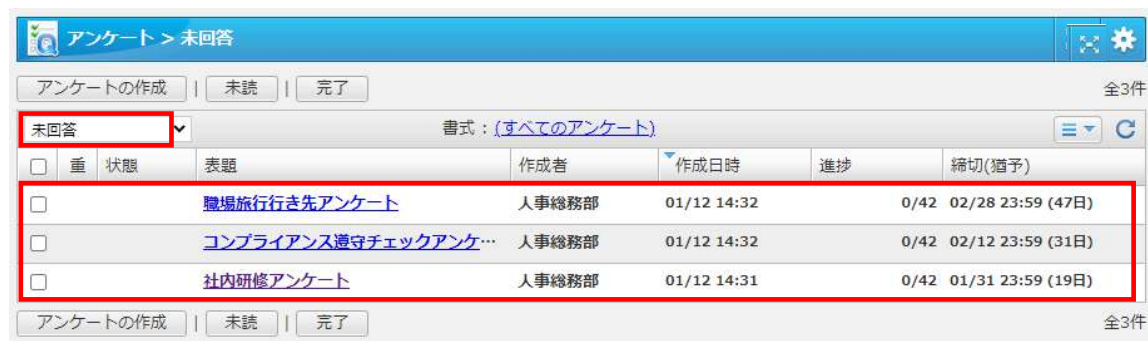 アンケート > 未回答
アンケートの作成 | 未読 | 完了 全3件
未回答 書式：(すべてのアンケート)
重 状態 表題 作成者 作成日時 進捗 締切(猶予)
職場旅行行き先アンケート 人事総務部 01/12 14:32 0/42 02/28 23:59 (47日)
コンプライアンス遵守チェックアンケ… 人事総務部 01/12 14:32 0/42 02/12 23:59 (31日)
社内研修アンケート 人事総務部 01/12 14:31 0/42 01/31 23:59 (19日)
アンケートの作成 | 未読 | 完了 全3件